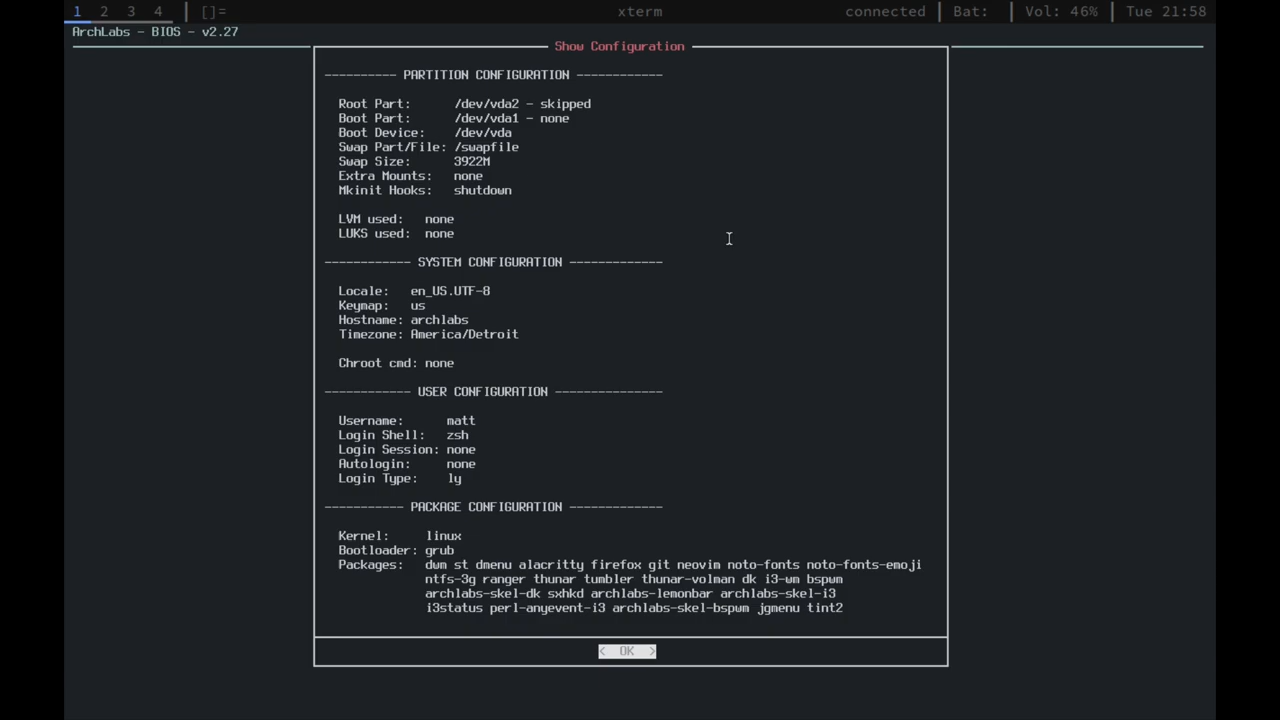 1 2 3 4 []= xterm connected Bat: Vol: 46% Tue 21:58
ArchLabs - BIOS - v2.27
Show Configuration
---------- PARTITION CONFIGURATION ------------
Root Part: /dev/vda2 - skipped
Boot Part: /dev/vda1 - none
Boot Device: /dev/vda
Swap Part/File: /swapfile
Swap Size: 3922M
Extra Mounts: none
Mkinit Hooks: shutdown
LVM used: none
LUKS used: none
------------ SYSTEM CONFIGURATION -------------
Locale: en_US.UTF-8
Keymap: us
Hostname: archlabs
Timezone: America/Detroit
Chroot cmd: none
------------ USER CONFIGURATION ---------------
Username: matt
Login Shell: zsh
Login Session: none
Autologin: none
Login Type: ly
----------- PACKAGE CONFIGURATION -------------
Kernel: linux
Bootloader: grub
Packages: dwm st dmenu alacritty firefox git neovim noto-fonts noto-fonts-emoji
ntfs-3g ranger thunar tumbler thunar-volman dk i3-wm bspwm
archlabs-skel-dk sxhkd archlabs-lemonbar archlabs-skel-i3
i3status perl-anyevent-i3 archlabs-skel-bspwm jgmenu tint2
< OK >